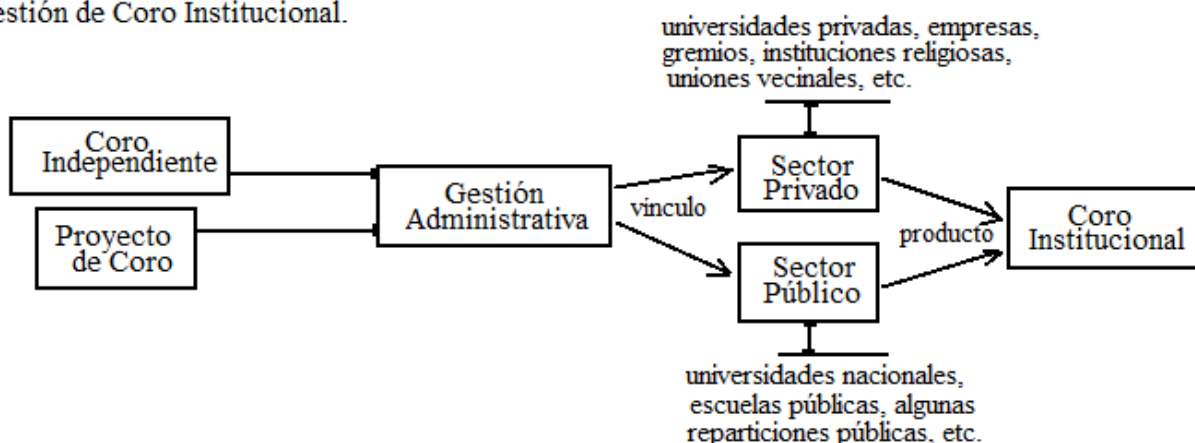 estión de Coro Institucional.
universidades privadas, empresas,
gremios, instituciones religiosas,
uniones vecinales, etc.
Coro
Independiente
Proyecto
de Coro
Gestión
Administrativa
vinculo
Sector
Privado
Sector
Público
producto
Coro
Institucional
universidades nacionales,
escuelas públicas, algunas
reparticiones públicas, etc.